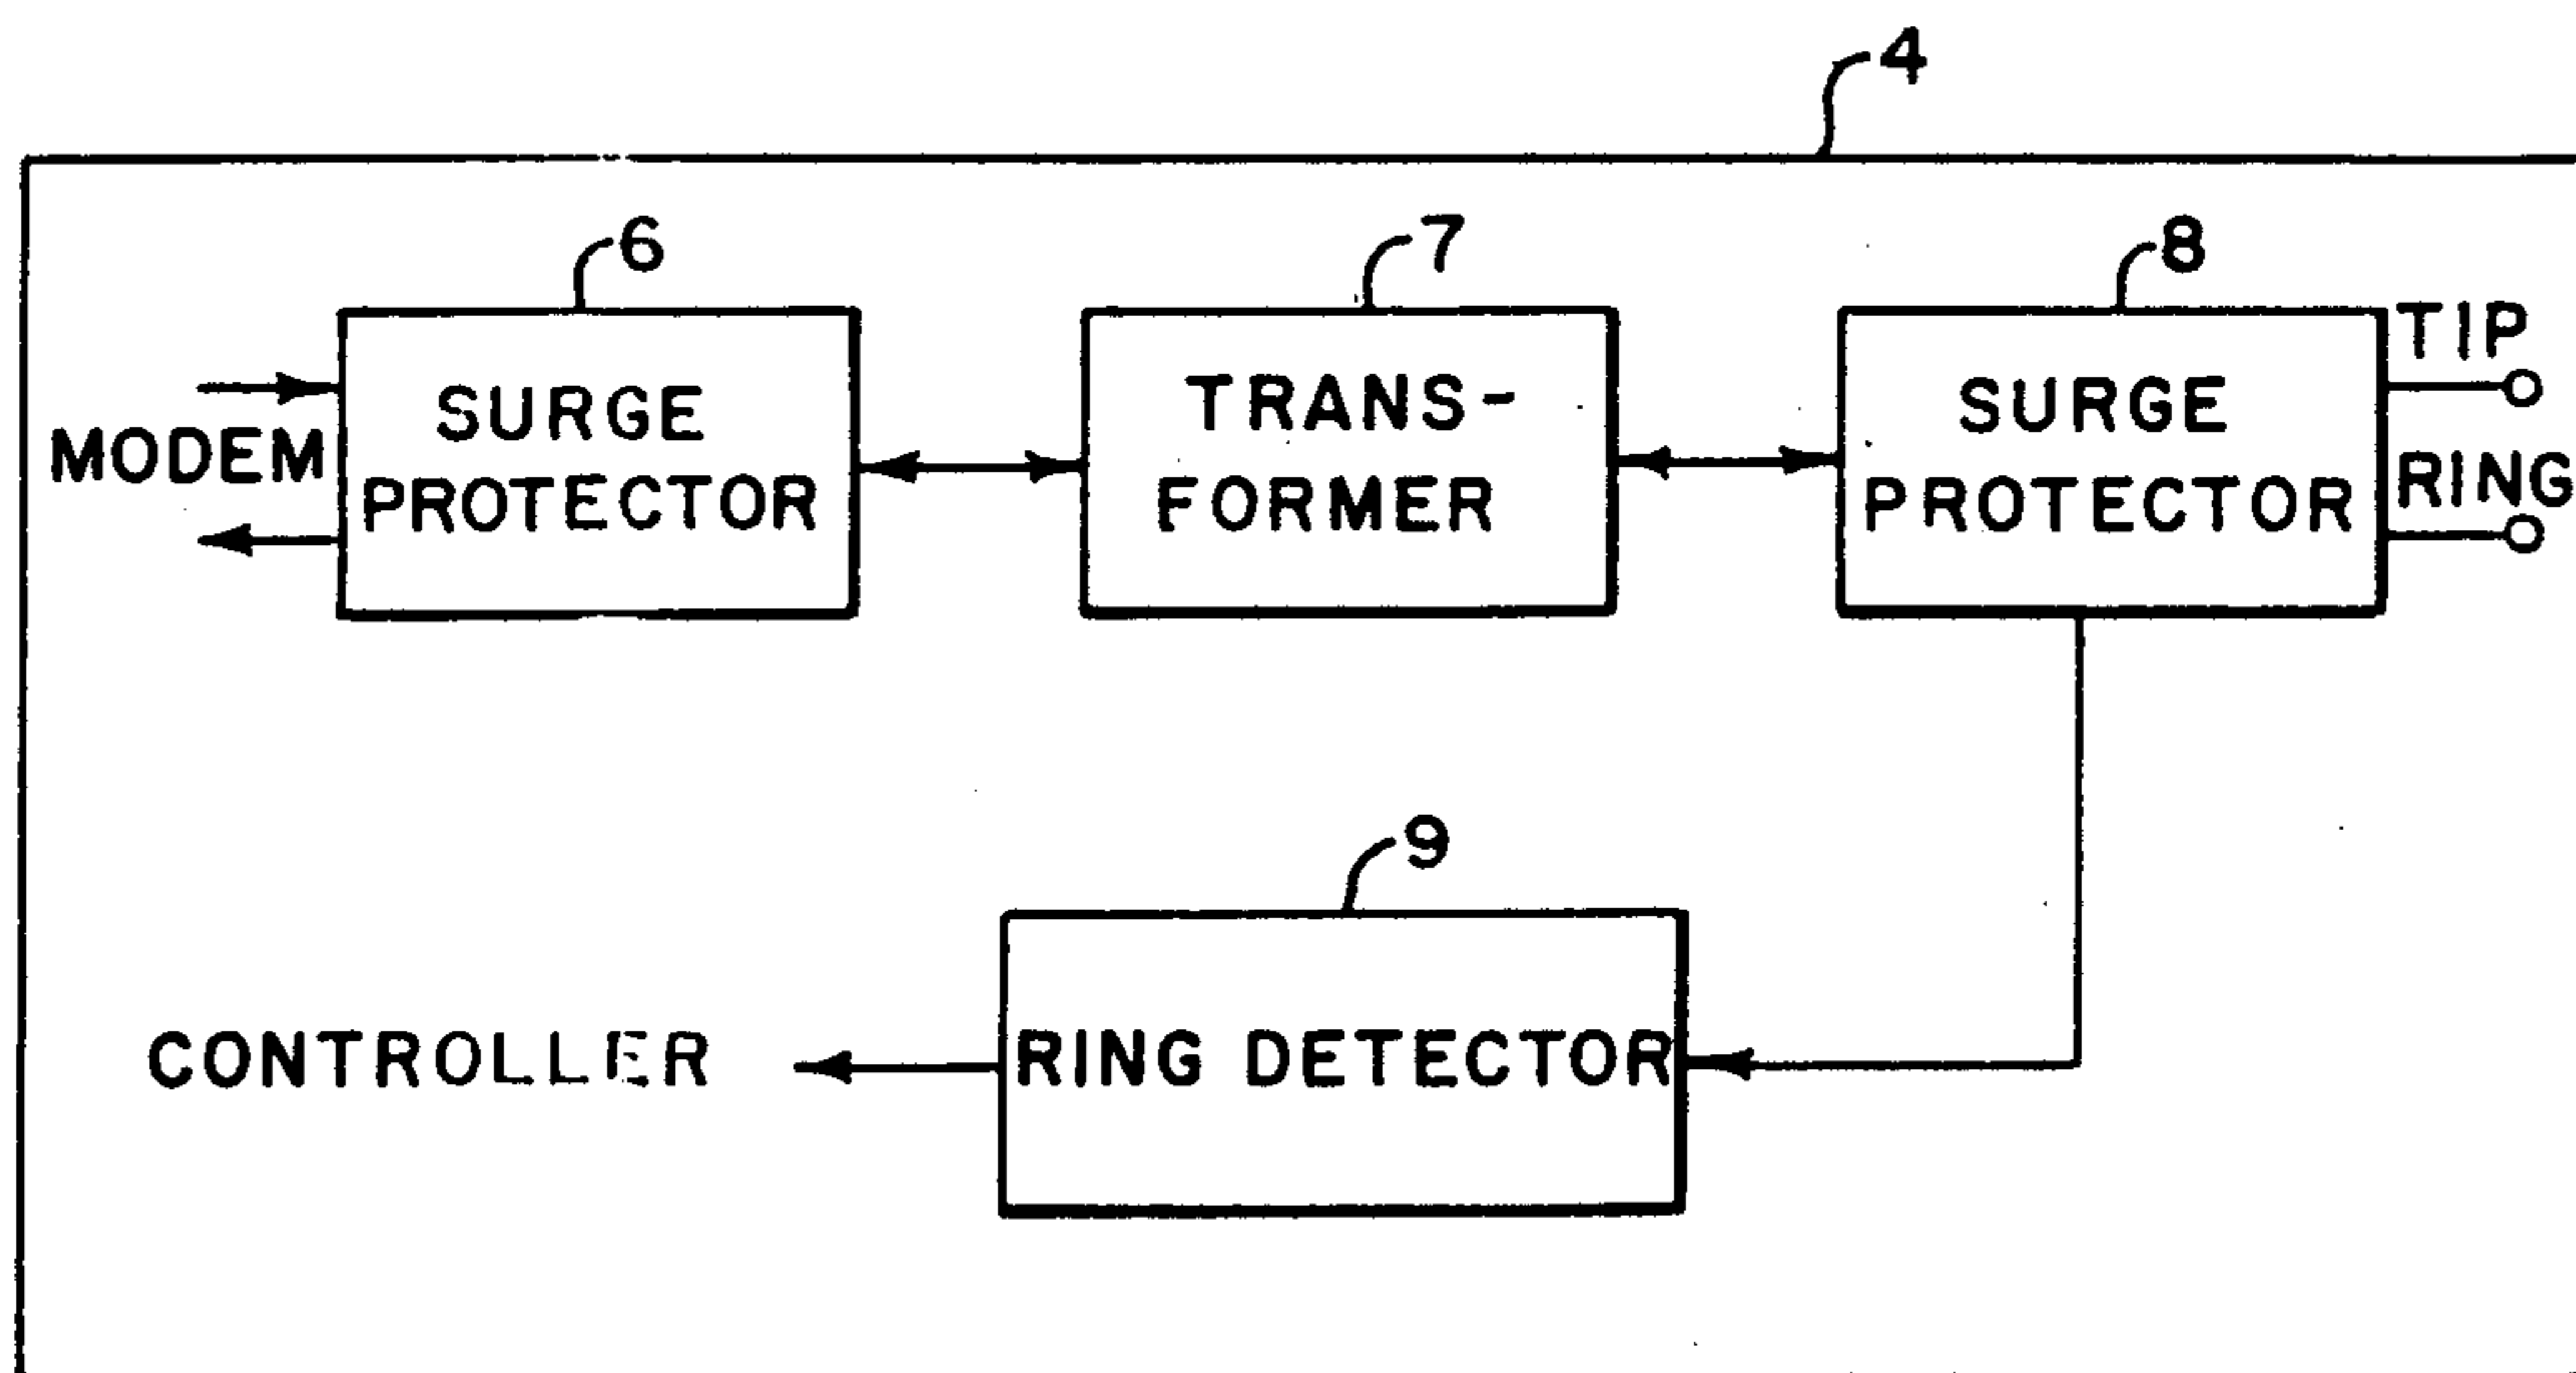 4
6
7
8
MODEM
SURGE
PROTECTOR
TRANS-
FORMER
SURGE
PROTECTOR
TIP
RING
9
CONTROLLER
RING DETECTOR